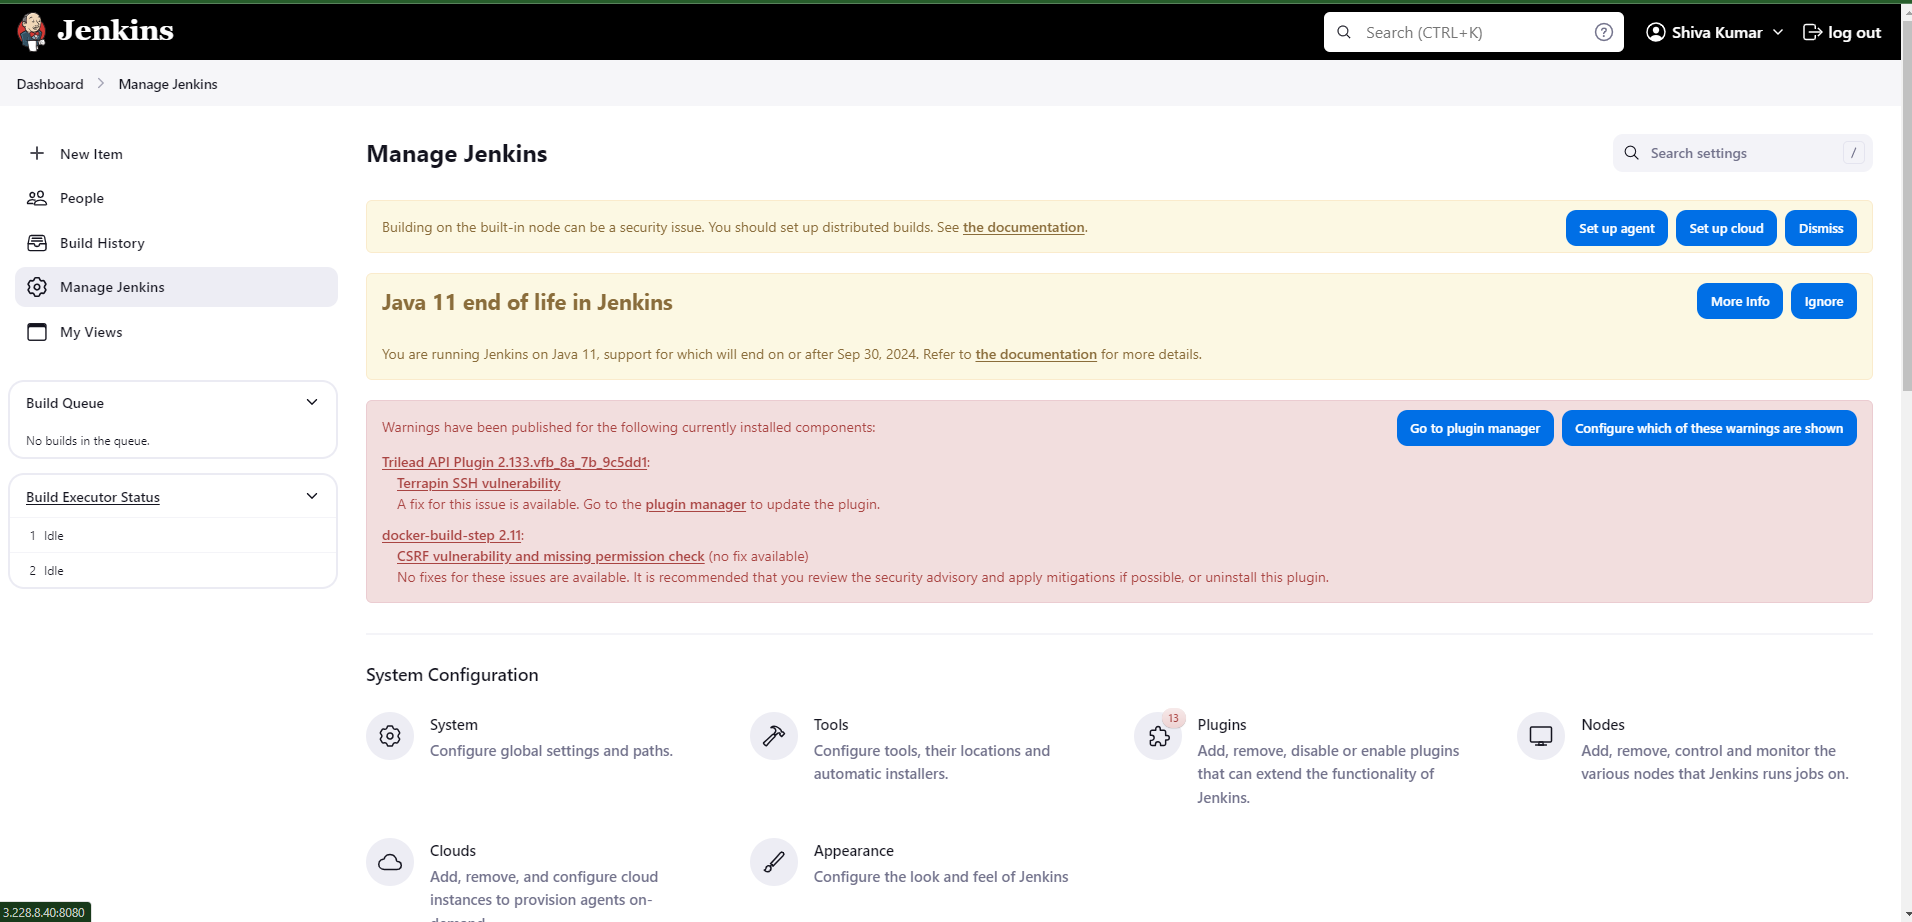 Jenkins
Search (CTRL+K)
?
Shiva Kumar
log out
Dashboard
Manage Jenkins
New Item
People
Build History
Manage Jenkins
My Views
Build Queue
No builds in the queue.
Build Executor Status
1 Idle
2 Idle
Manage Jenkins
Search settings
/
Building on the built-in node can be a security issue. You should set up distributed builds. See the documentation.
Set up agent
Set up cloud
Dismiss
Java 11 end of life in Jenkins
More Info
Ignore
You are running Jenkins on Java 11, support for which will end on or after Sep 30, 2024. Refer to the documentation for more details.
Warnings have been published for the following currently installed components:
Go to plugin manager
Configure which of these warnings are shown
Trilead API Plugin 2.133.vfb_8a_7b_9c5dd1:
Terrapin SSH vulnerability
A fix for this issue is available. Go to the plugin manager to update the plugin.
docker-build-step 2.11:
CSRF vulnerability and missing permission check (no fix available)
No fixes for these issues are available. It is recommended that you review the security advisory and apply mitigations if possible, or uninstall this plugin.
System Configuration
System
Configure global settings and paths.
Tools
Configure tools, their locations and
automatic installers.
13
Plugins
Add, remove, disable or enable plugins
that can extend the functionality of
Jenkins.
Nodes
Add, remove, control and monitor the
various nodes that Jenkins runs jobs on.
Clouds
Add, remove, and configure cloud
instances to provision agents on-
demand.
Appearance
Configure the look and feel of Jenkins
3.228.8.40:8080